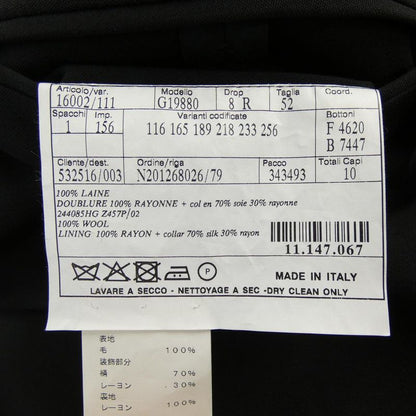 Articolo/var. Modello Drop Taglia Coord.
16002/111 G19880 8 R 52
Spacchi Imp. Varianti codificate Bottoni
1 156 116 165 189 218 233 256 F 4620
B 7447
Cliente/dest. Ordine/riga Pacco Totali Capi
532516/003 N201268026/79 343493 10
100% LAINE
DOUBLURE 100% RAYONNE + col en 70% soie 30% rayonne
244085HG Z457P/02
100% WOOL
LINING 100% RAYON + collar 70% silk 30% rayon
11.147.067
P
MADE IN ITALY
LAVARE A SECCO - NETTOYAGE A SEC -DRY CLEAN ONLY
表地
毛 100%
装飾部分
絹 70%
レーヨン 30%
裏地
レーヨン 100%